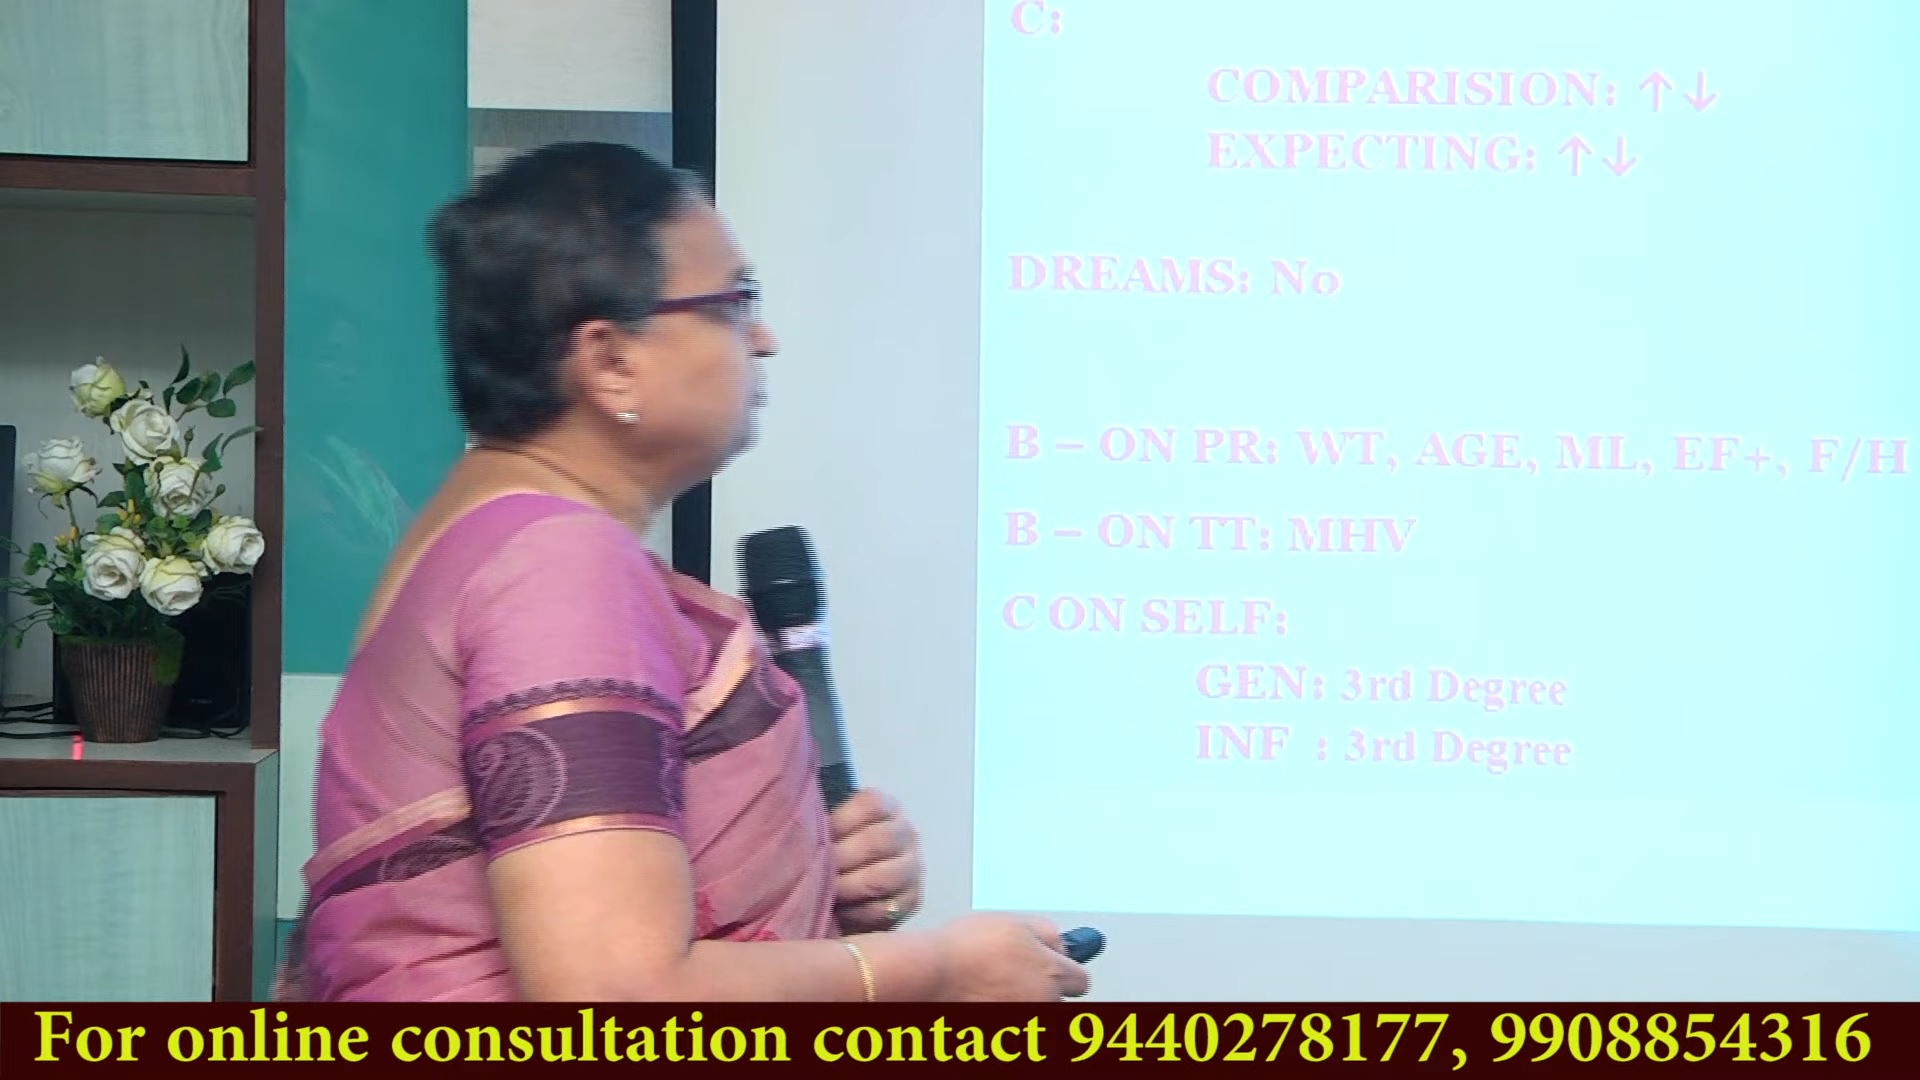 C:
COMPARISION: ↑↓
EXPECTING: ↑↓
DREAMS: No
B – ON PR: WT, AGE, ML, EF+, F/H
B – ON TT: MHV
C ON SELF:
GEN: 3rd Degree
INF : 3rd Degree
For online consultation contact 9440278177, 9908854316